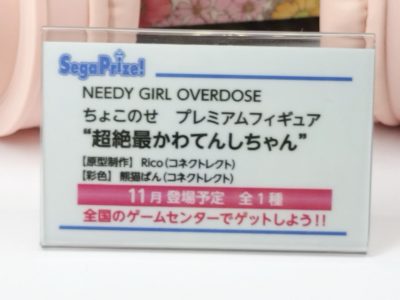 SegaPrize!
NEEDY GIRL OVERDOSE
ちょこのせ プレミアムフィギュア
“超絶最かわてんしちゃん”
【原型制作】 Rico(コネクトレクト)
【彩色】 熊猫ぱん(コネクトレクト)
11月 登場予定 全1種
全国のゲームセンターでゲットしよう!!